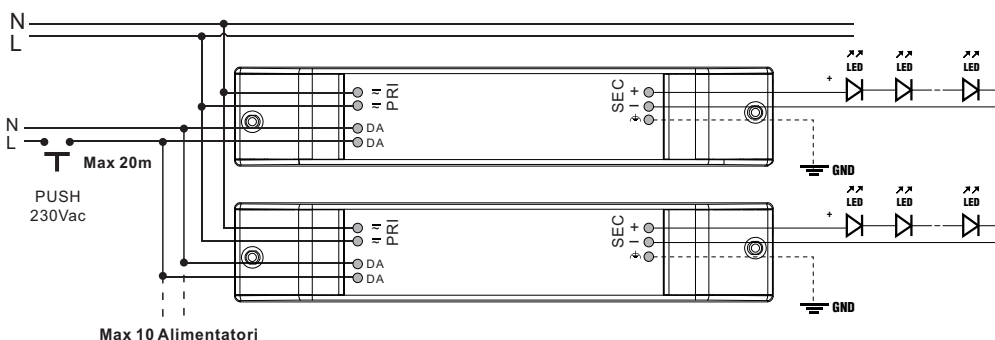 N
L
LED LED LED
+
PRI
SEC
+
−
DA
DA
GND
N
L
Max 20m
PUSH
230Vac
LED LED LED
+
PRI
SEC
+
−
DA
DA
GND
Max 10 Alimentatori